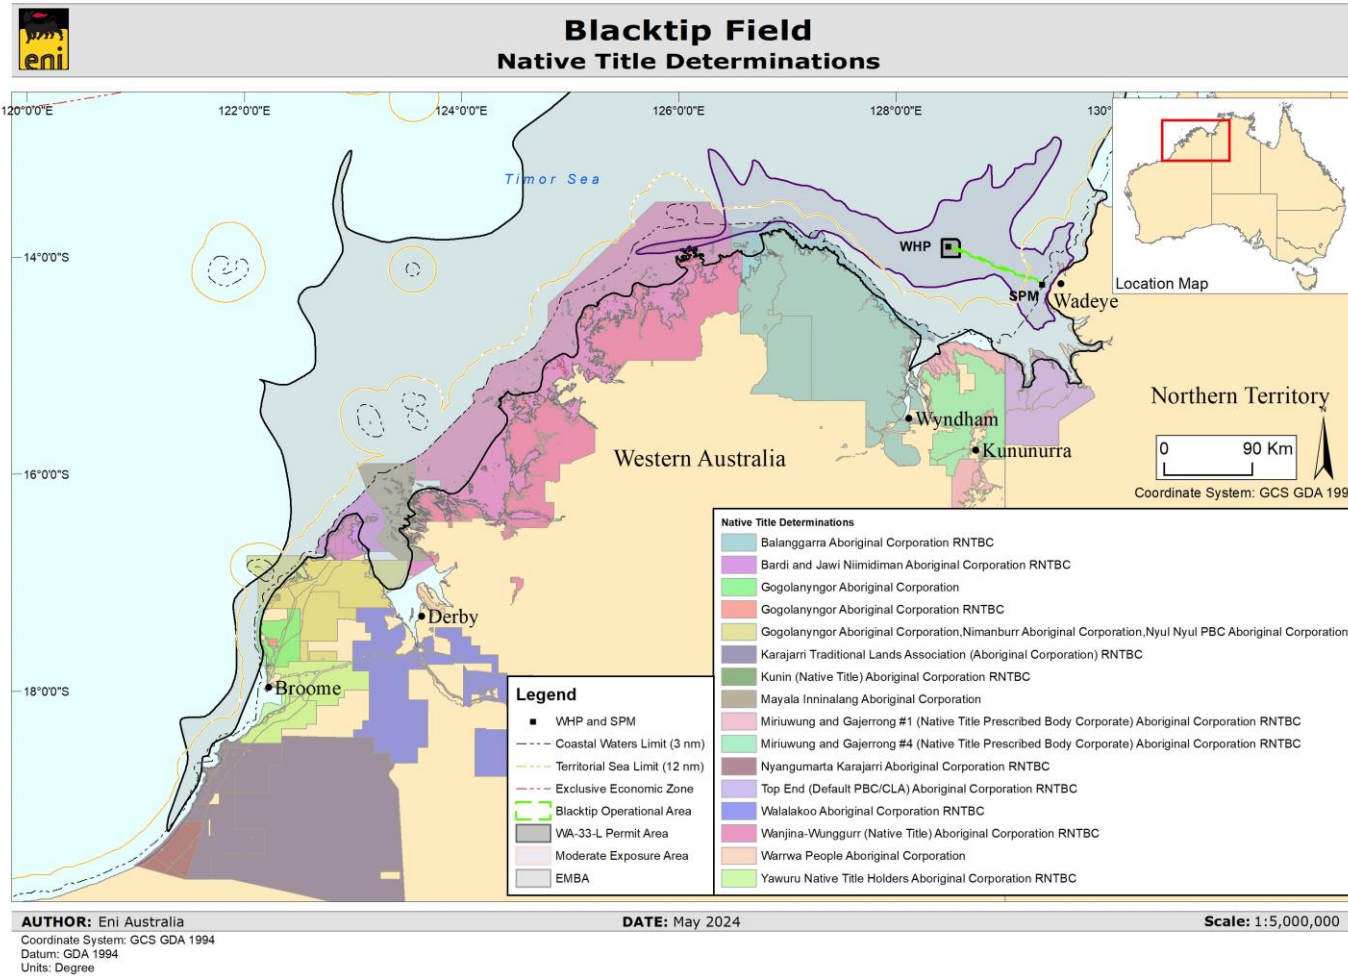 eni
Blacktip Field
Native Title Determinations
120°0'0"E
122°0'0"E
124°0'0"E
126°0'0"E
128°0'0"E
130°
14°0'0"S
16°0'0"S
18°0'0"S
Timor Sea
WHP
SPM
Wadeye
Location Map
Northern Territory
Wyndham
Kununurra
Western Australia
Derby
Broome
0 90 Km
Coordinate System: GCS GDA 199
Legend
WHP and SPM
Coastal Waters Limit (3 nm)
Territorial Sea Limit (12 nm)
Exclusive Economic Zone
Blacktip Operational Area
WA-33-L Permit Area
Moderate Exposure Area
EMBA
Native Title Determinations
Balanggarra Aboriginal Corporation RNTBC
Bardi and Jawi Niimidiman Aboriginal Corporation RNTBC
Gogolanyngor Aboriginal Corporation
Gogolanyngor Aboriginal Corporation RNTBC
Gogolanyngor Aboriginal Corporation,Nimanburr Aboriginal Corporation,Nyul Nyul PBC Aboriginal Corporation
Karajarri Traditional Lands Association (Aboriginal Corporation) RNTBC
Kunin (Native Title) Aboriginal Corporation RNTBC
Mayala Inninalang Aboriginal Corporation
Miriuwung and Gajerrong #1 (Native Title Prescribed Body Corporate) Aboriginal Corporation RNTBC
Miriuwung and Gajerrong #4 (Native Title Prescribed Body Corporate) Aboriginal Corporation RNTBC
Nyangumarta Karajarri Aboriginal Corporation RNTBC
Top End (Default PBC/CLA) Aboriginal Corporation RNTBC
Walalakoo Aboriginal Corporation RNTBC
Wanjina-Wunggurr (Native Title) Aboriginal Corporation RNTBC
Warrwa People Aboriginal Corporation
Yawuru Native Title Holders Aboriginal Corporation RNTBC
AUTHOR: Eni Australia
DATE: May 2024
Scale: 1:5,000,000
Coordinate System: GCS GDA 1994
Datum: GDA 1994
Units: Degree